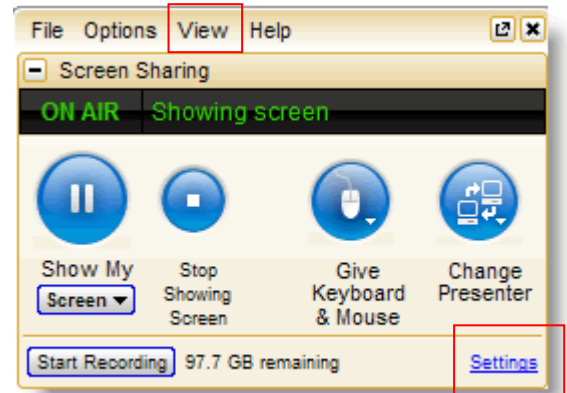 File Options View Help
Screen Sharing
ON AIR Showing screen
Show My
Screen
Stop
Showing
Screen
Give
Keyboard
& Mouse
Change
Presenter
Start Recording 97.7 GB remaining Settings